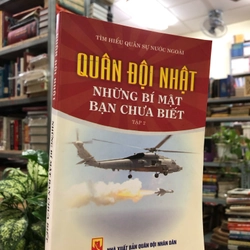 TÌM HIỂU QUÂN SỰ NƯỚC NGOÀI
QUÂN ĐỘI NHẬT
NHỮNG BÍ MẬT
BẠN CHƯA BIẾT
TẬP 2
NHÀ XUẤT BẢN QUÂN ĐỘI NHÂN DÂN